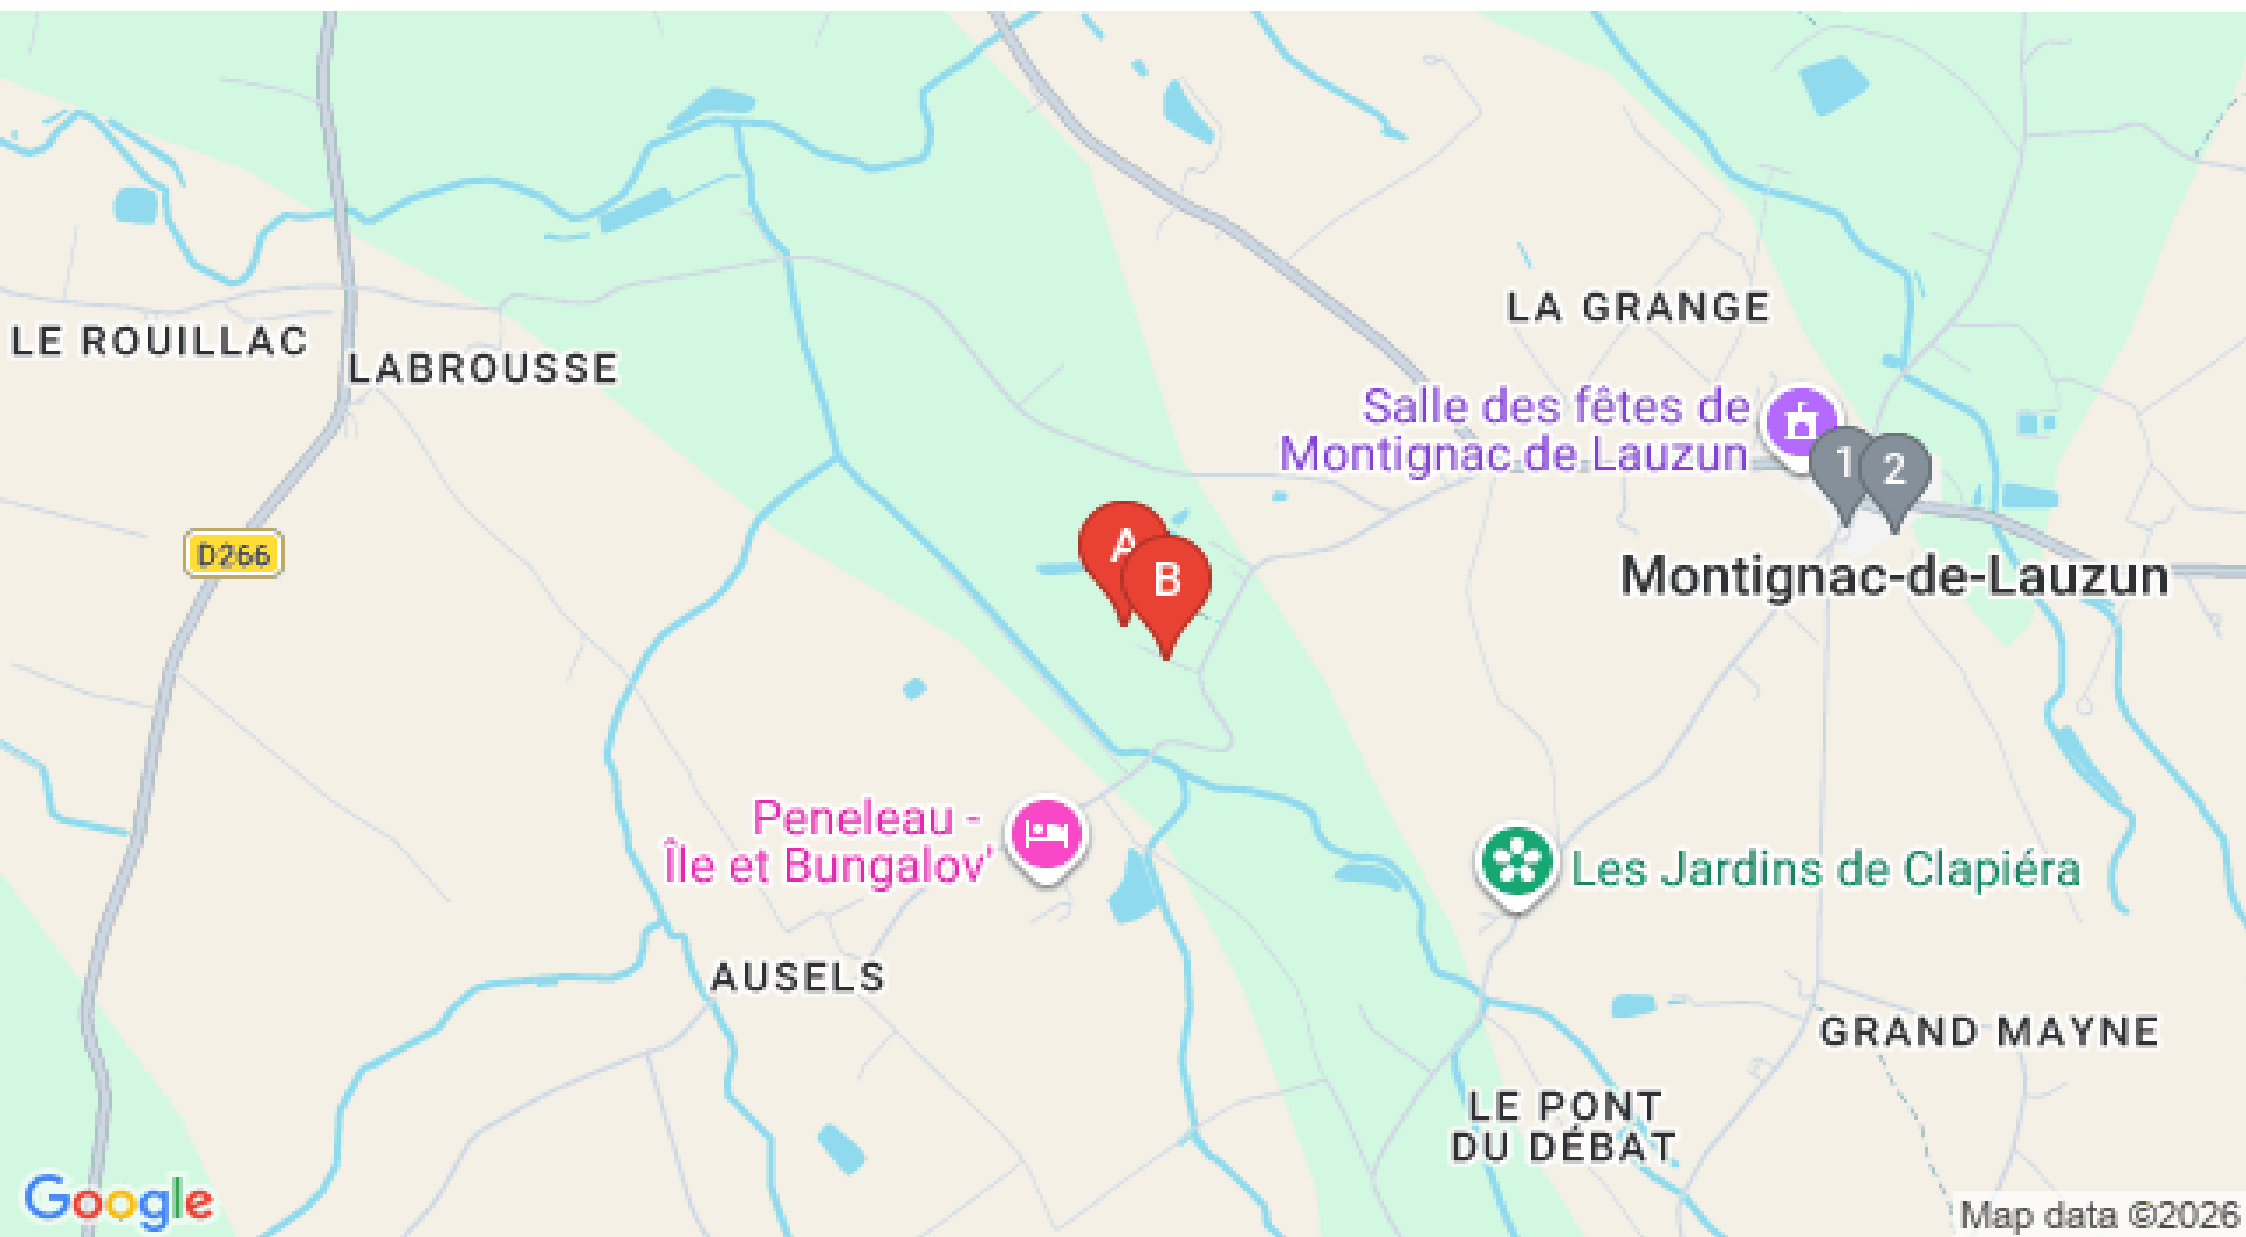 LA GRANGE
LE ROUILLAC
LABROUSSE
Salle des fêtes de
Montignac de Lauzun
1
2
A
B
D266
Montignac-de-Lauzun
Peneleau -
Île et Bungalov'
Les Jardins de Clapiéra
AUSELS
GRAND MAYNE
LE PONT
DU DÉBAT
Google
Map data ©2026